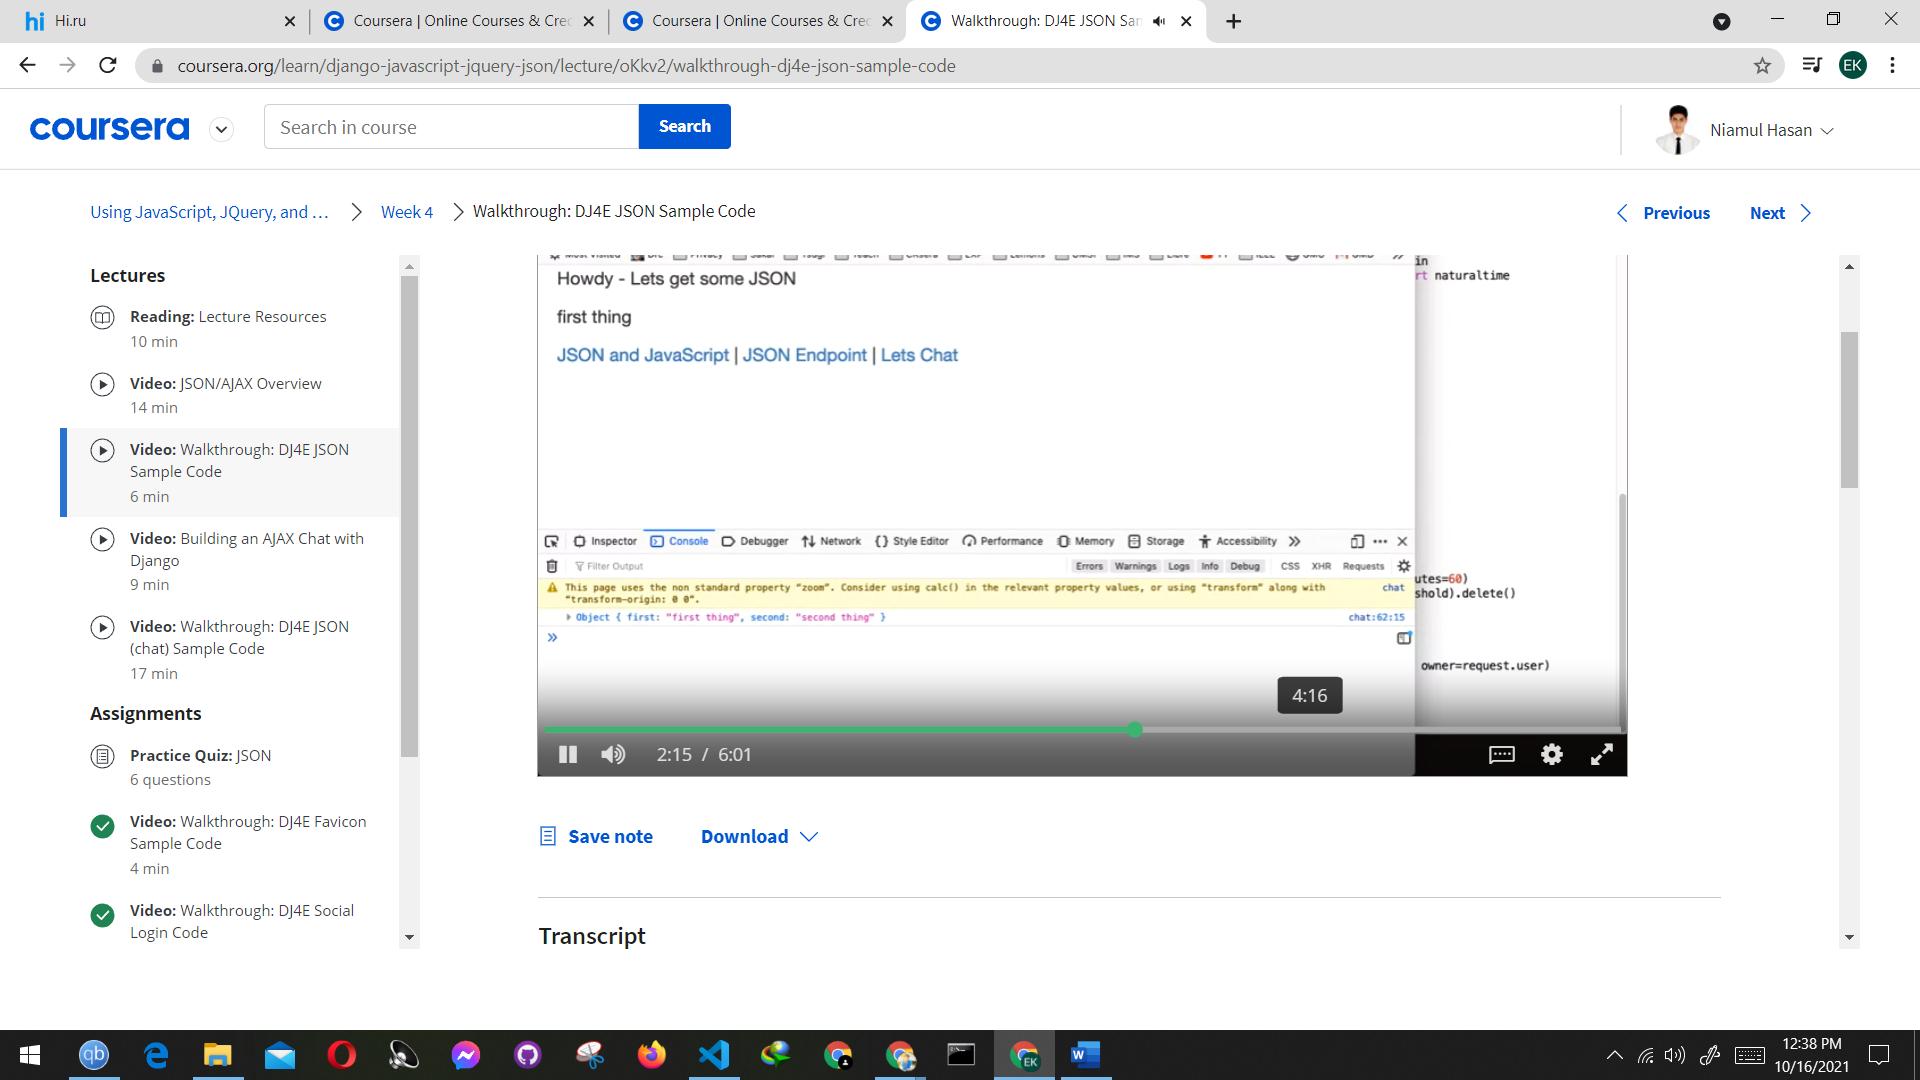 hi Hi.ru
Coursera | Online Courses & Cre
Coursera | Online Courses & Cre
Walkthrough: DJ4E JSON Sa
coursera.org/learn/django-javascript-jquery-json/lecture/oKkv2/walkthrough-dj4e-json-sample-code
EK
coursera
Search in course
Search
Niamul Hasan
Using JavaScript, JQuery, and ...
Week 4
Walkthrough: DJ4E JSON Sample Code
Previous
Next
Lectures
Reading: Lecture Resources
10 min
Video: JSON/AJAX Overview
14 min
Video: Walkthrough: DJ4E JSON
Sample Code
6 min
Video: Building an AJAX Chat with
Django
9 min
Video: Walkthrough: DJ4E JSON
(chat) Sample Code
17 min
Assignments
Practice Quiz: JSON
6 questions
Video: Walkthrough: DJ4E Favicon
Sample Code
4 min
Video: Walkthrough: DJ4E Social
Login Code
Howdy - Lets get some JSON
first thing
JSON and JavaScript | JSON Endpoint | Lets Chat
in
rt naturaltime
utes=60)
shold).delete()
owner=request.user)
Inspector Console Debugger Network {} Style Editor Performance Memory Storage Accessibility
Filter Output
Errors Warnings Logs Info Debug CSS XHR Requests
This page uses the non standard property “zoom”. Consider using calc() in the relevant property values, or using “transform” along with chat
“transform-origin: 0 0”.
Object { first: "first thing", second: "second thing" } chat:62:15
4:16
2:15 / 6:01
Save note
Download
Transcript
qb
W
EK
12:38 PM
10/16/2021